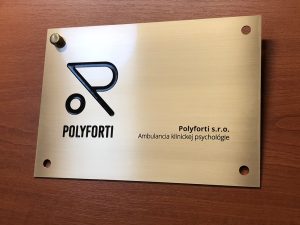 POLYFORTI
Polyforti s.r.o.
Ambulancia klinickej psychológie